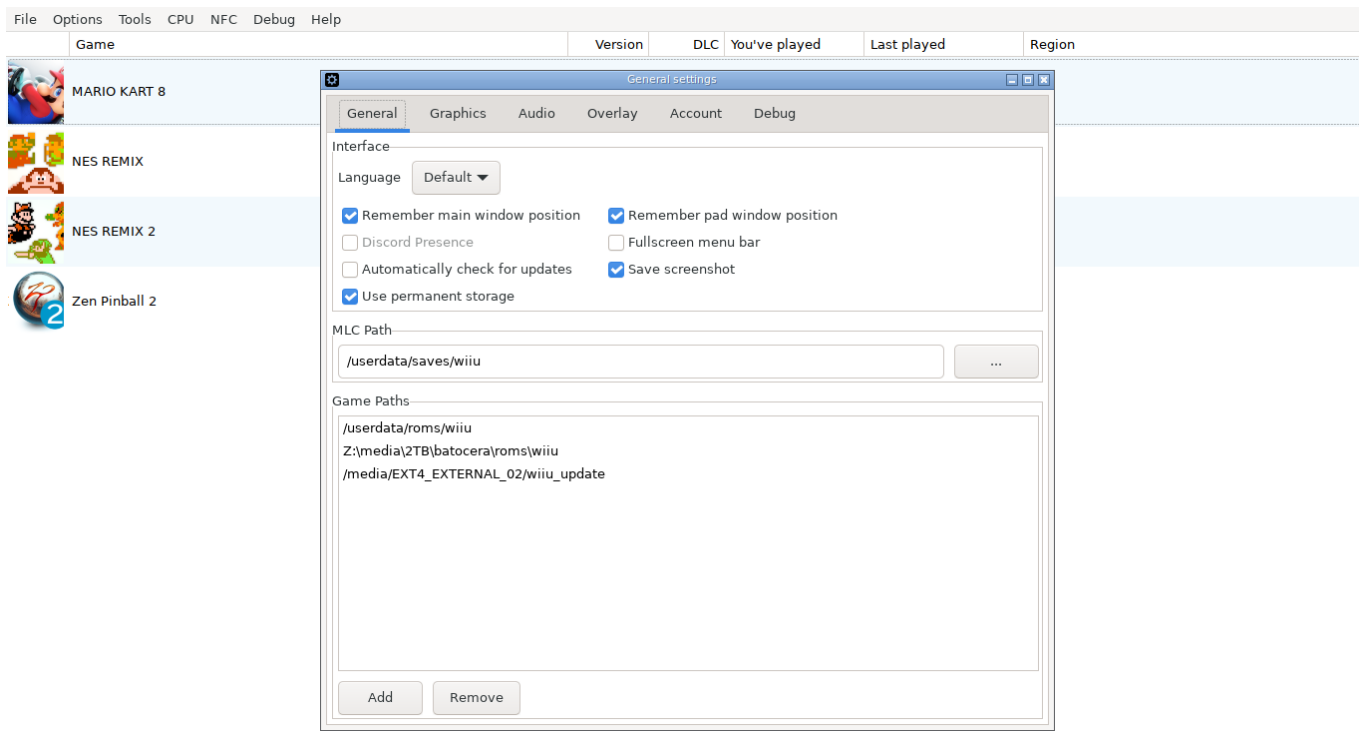 File Options Tools CPU NFC Debug Help
Game Version DLC You've played Last played Region
MARIO KART 8
NES REMIX
NES REMIX 2
Zen Pinball 2
2
General settings
General Graphics Audio Overlay Account Debug
Interface
Language Default
Remember main window position Remember pad window position
Discord Presence Fullscreen menu bar
Automatically check for updates Save screenshot
Use permanent storage
MLC Path
/userdata/saves/wiiu ...
Game Paths
/userdata/roms/wiiu
Z:\media\2TB\batocera\roms\wiiu
/media/EXT4_EXTERNAL_02/wiiu_update
Add Remove